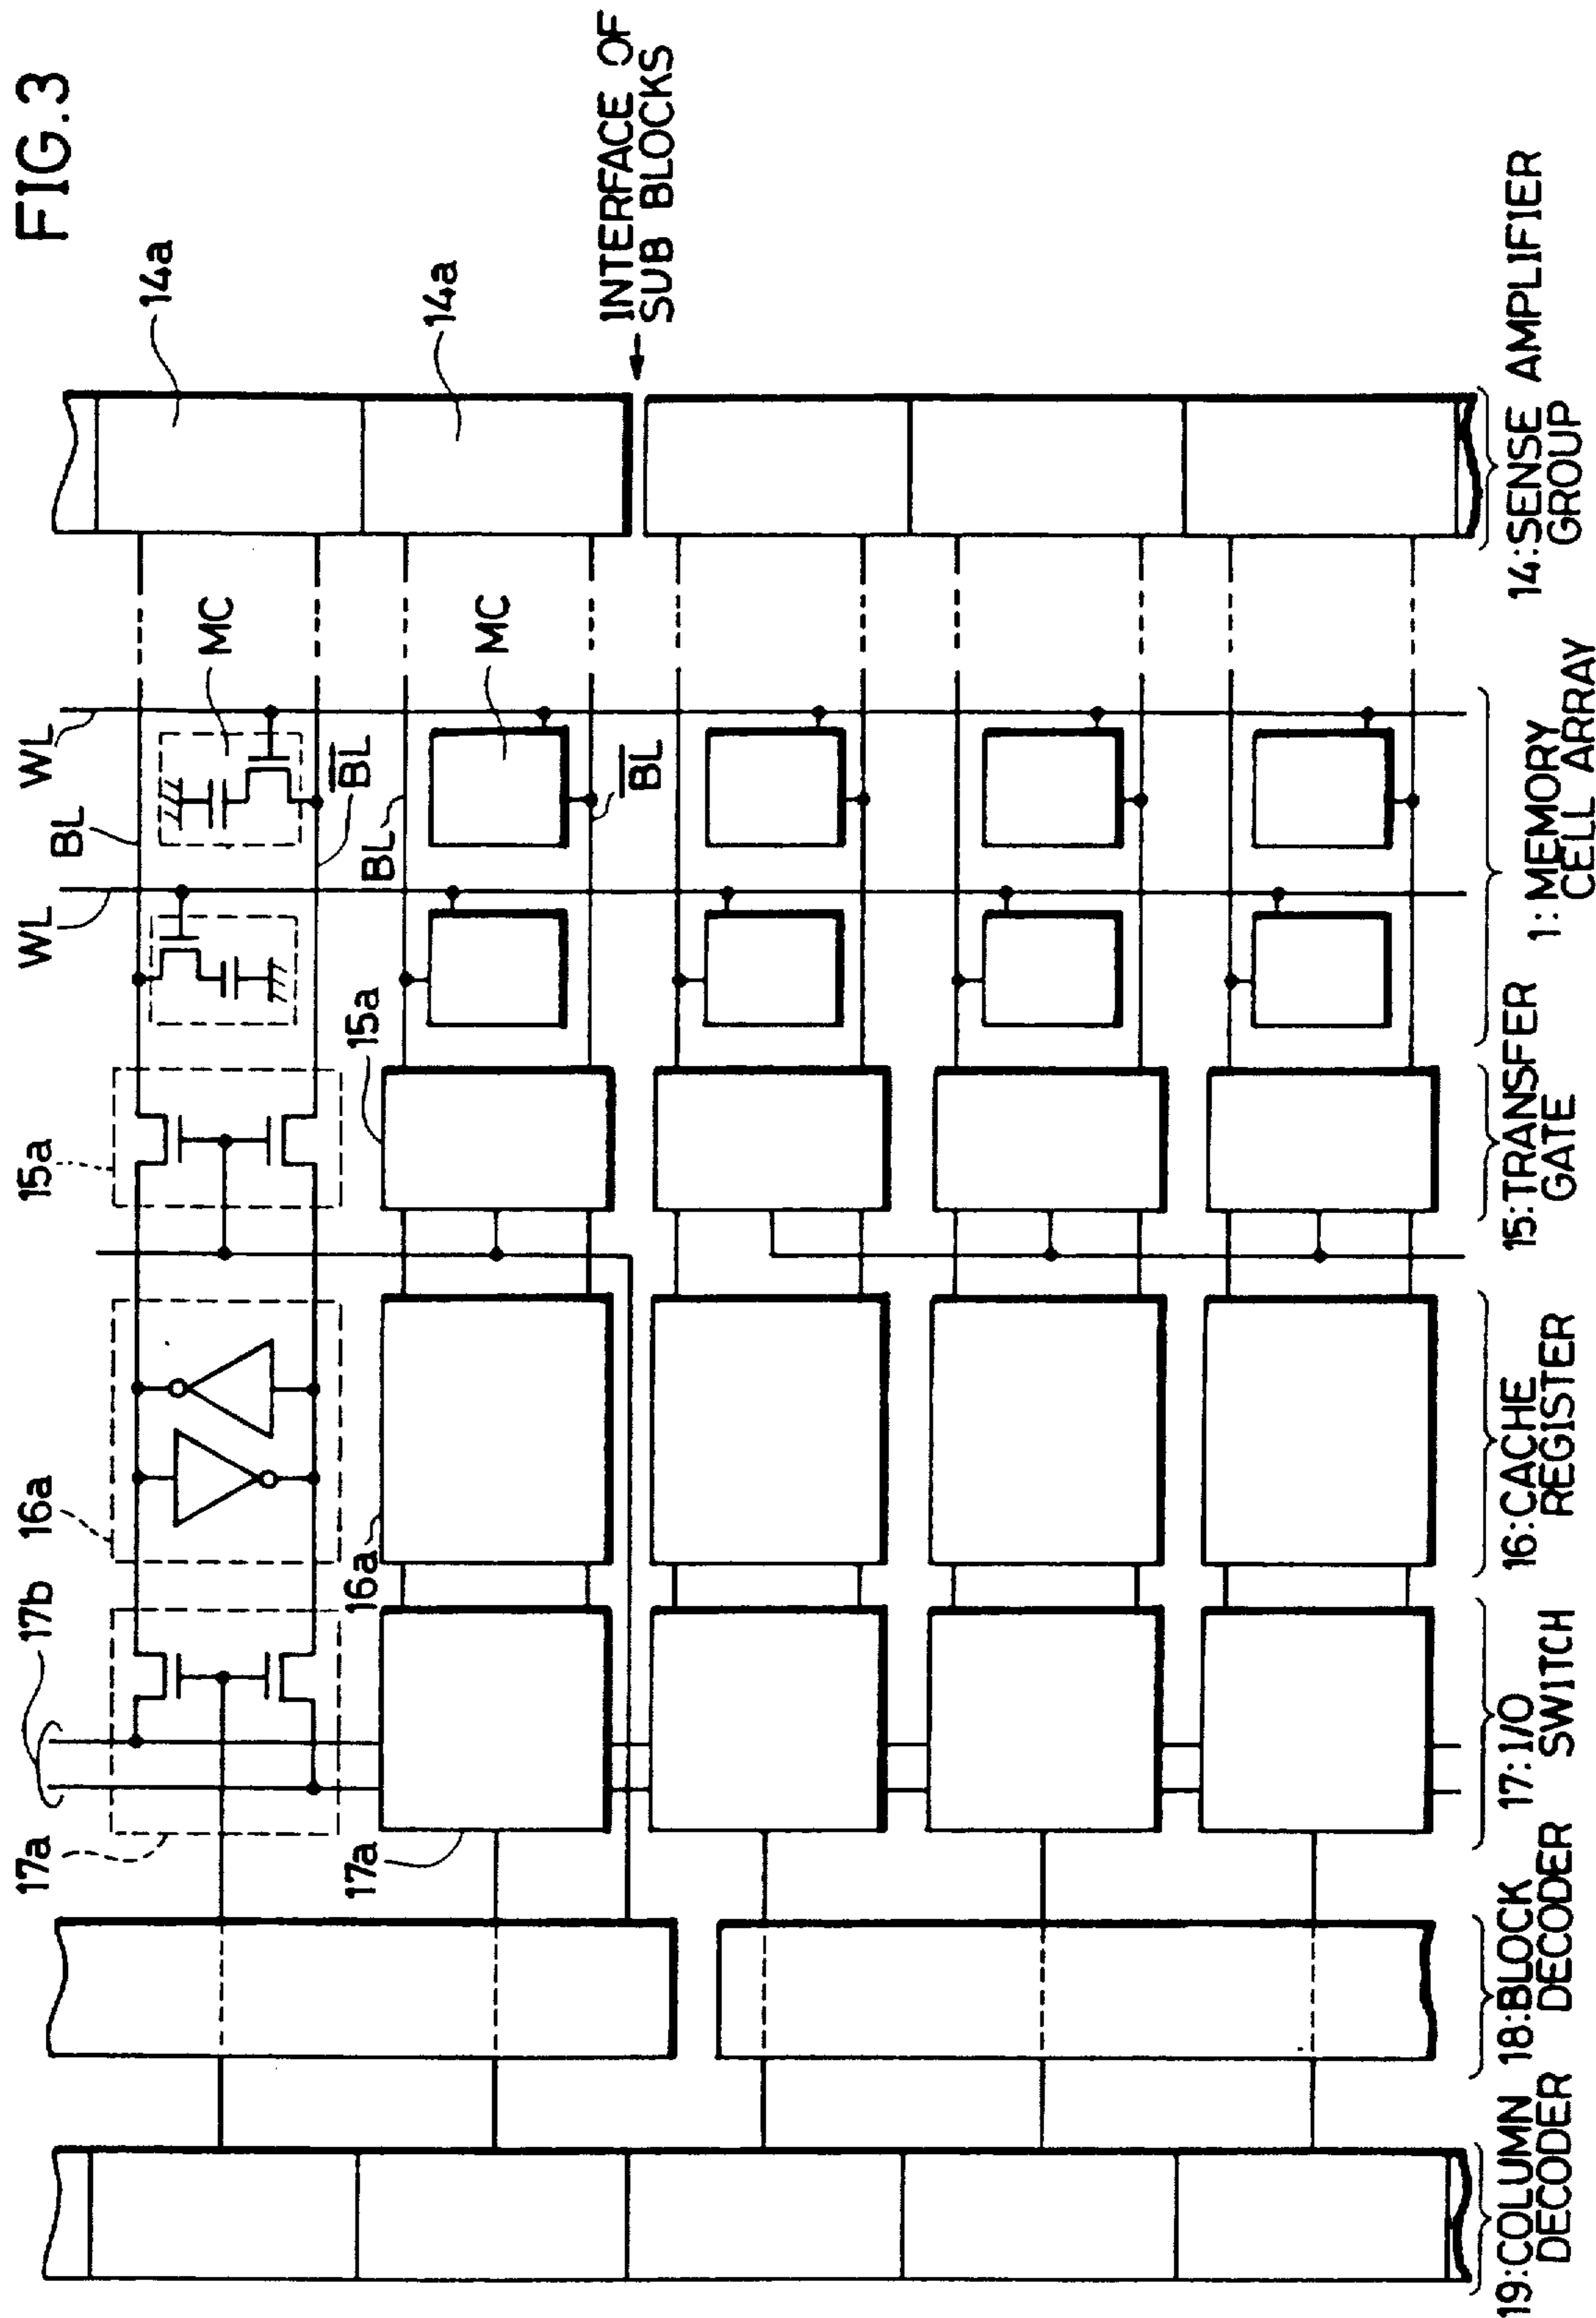 FIG.3
14a
14a
INTERFACE OF
SUB BLOCKS
WL
BL
MC
BL
BL
MC
BL
WL
15a
15a
16a
16a
17b
17a
17a
14:SENSE AMPLIFIER
GROUP
1:MEMORY
CELL ARRAY
15:TRANSFER
GATE
16:CACHE
REGISTER
17:I/O
SWITCH
18:BLOCK
DECODER
19:COLUMN
DECODER